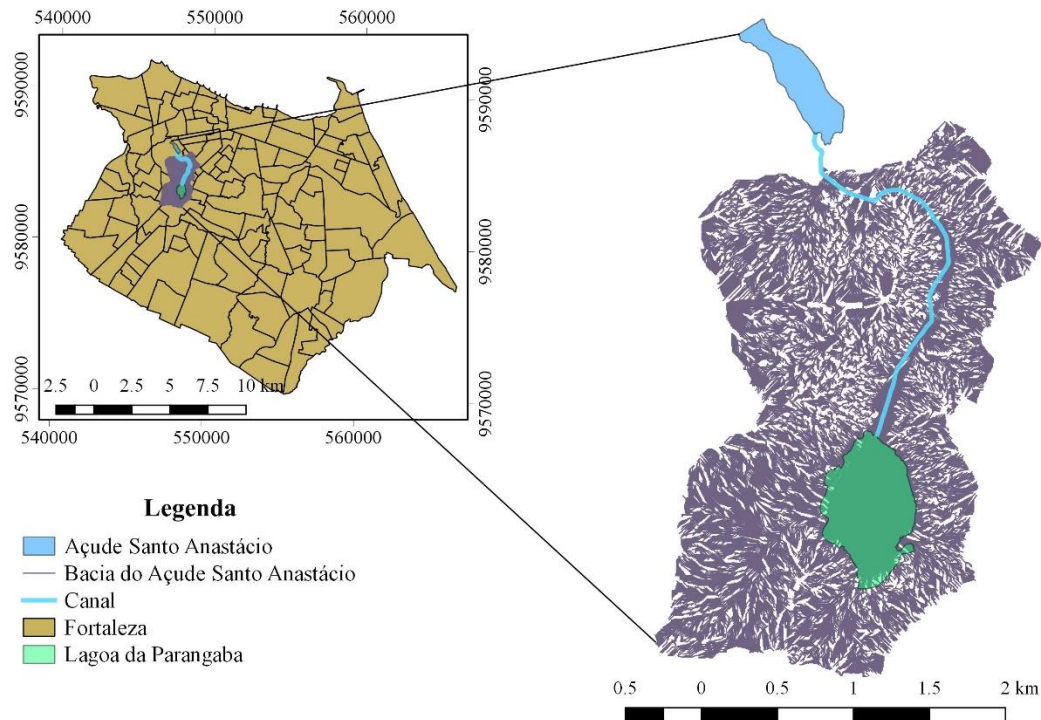 540000 550000 560000
9590000
9580000
9570000
9590000
9580000
9570000
2.5 0 2.5 5 7.5 10 km
540000 550000 560000
Legenda
Açude Santo Anastácio
Bacia do Açude Santo Anastácio
Canal
Fortaleza
Lagoa da Parangaba
0.5 0 0.5 1 1.5 2 km